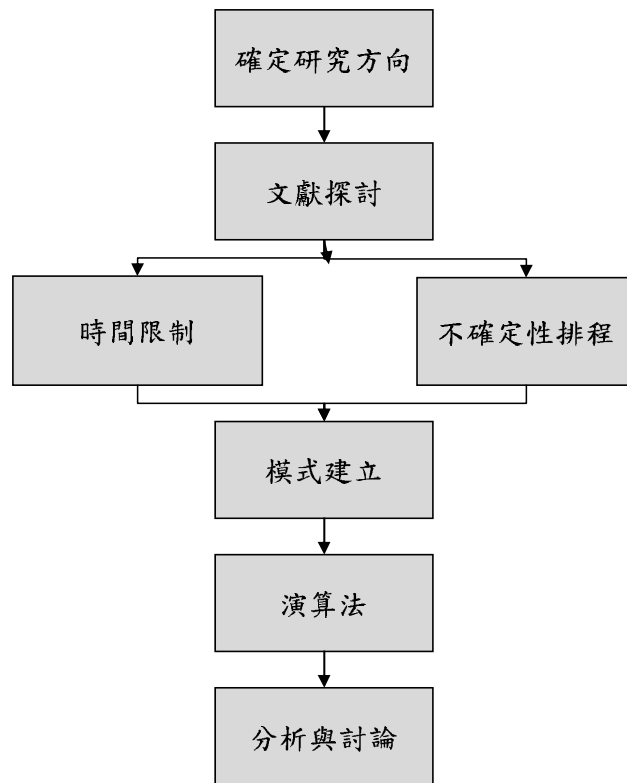 確定研究方向
文獻探討
時間限制
不確定性排程
模式建立
演算法
分析與討論